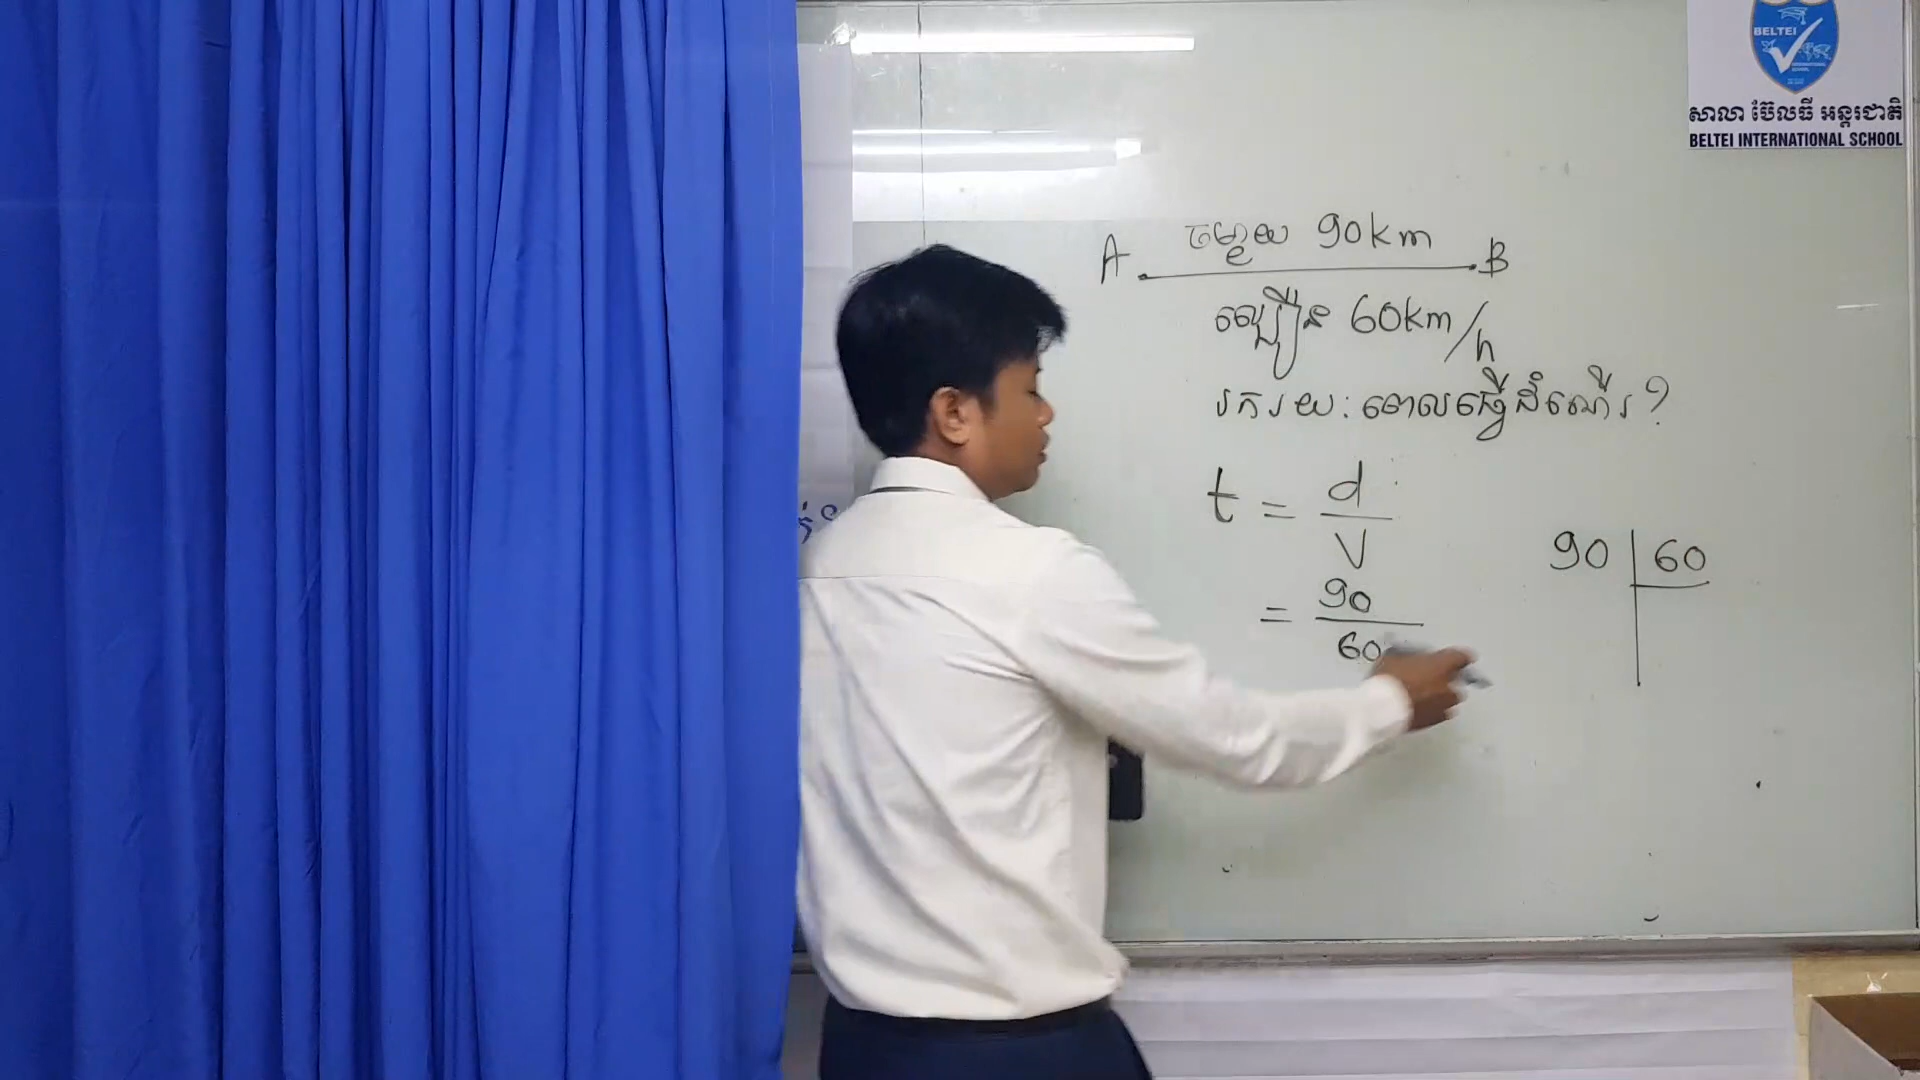 BELTEI
សាលា ប៊ែលធី អន្តរជាតិ
BELTEI INTERNATIONAL SCHOOL
A ចម្ងាយ 90km B
ល្បឿន 60km/h
រករយៈពេលធ្វើដំណើរ?
t = d/V
= 90/60
90 | 60